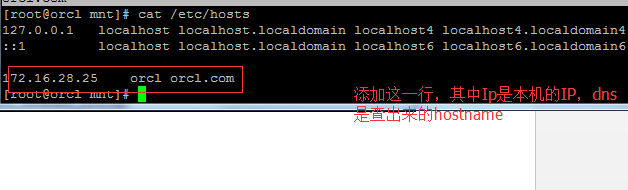 [root@orcl mnt]# cat /etc/hosts
127.0.0.1   localhost localhost.localdomain localhost4 localhost4.localdomain4
::1         localhost localhost.localdomain localhost6 localhost6.localdomain6
172.16.28.25    orcl orcl.com
[root@orcl mnt]#
添加这一行，其中Ip是本机的IP，dns
是查出来的hostname